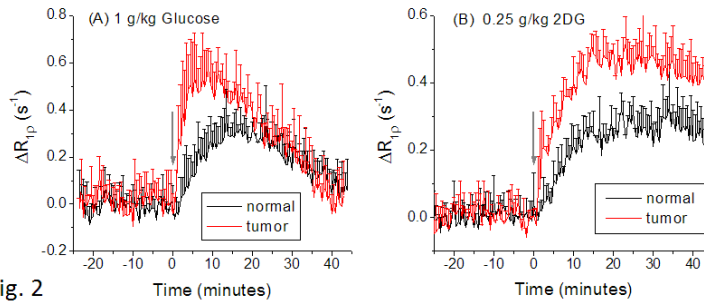 (A) 1 g/kg Glucose
0.8
0.6
0.4
0.2
0.0
-0.2
ΔR1ρ (s-1)
normal
tumor
-20 -10 0 10 20 30 40
Time (minutes)
(B) 0.25 g/kg 2DG
0.6
0.4
0.2
0.0
ΔR1ρ (s-1)
normal
tumor
-20 -10 0 10 20 30 40
Time (minutes)
ig. 2